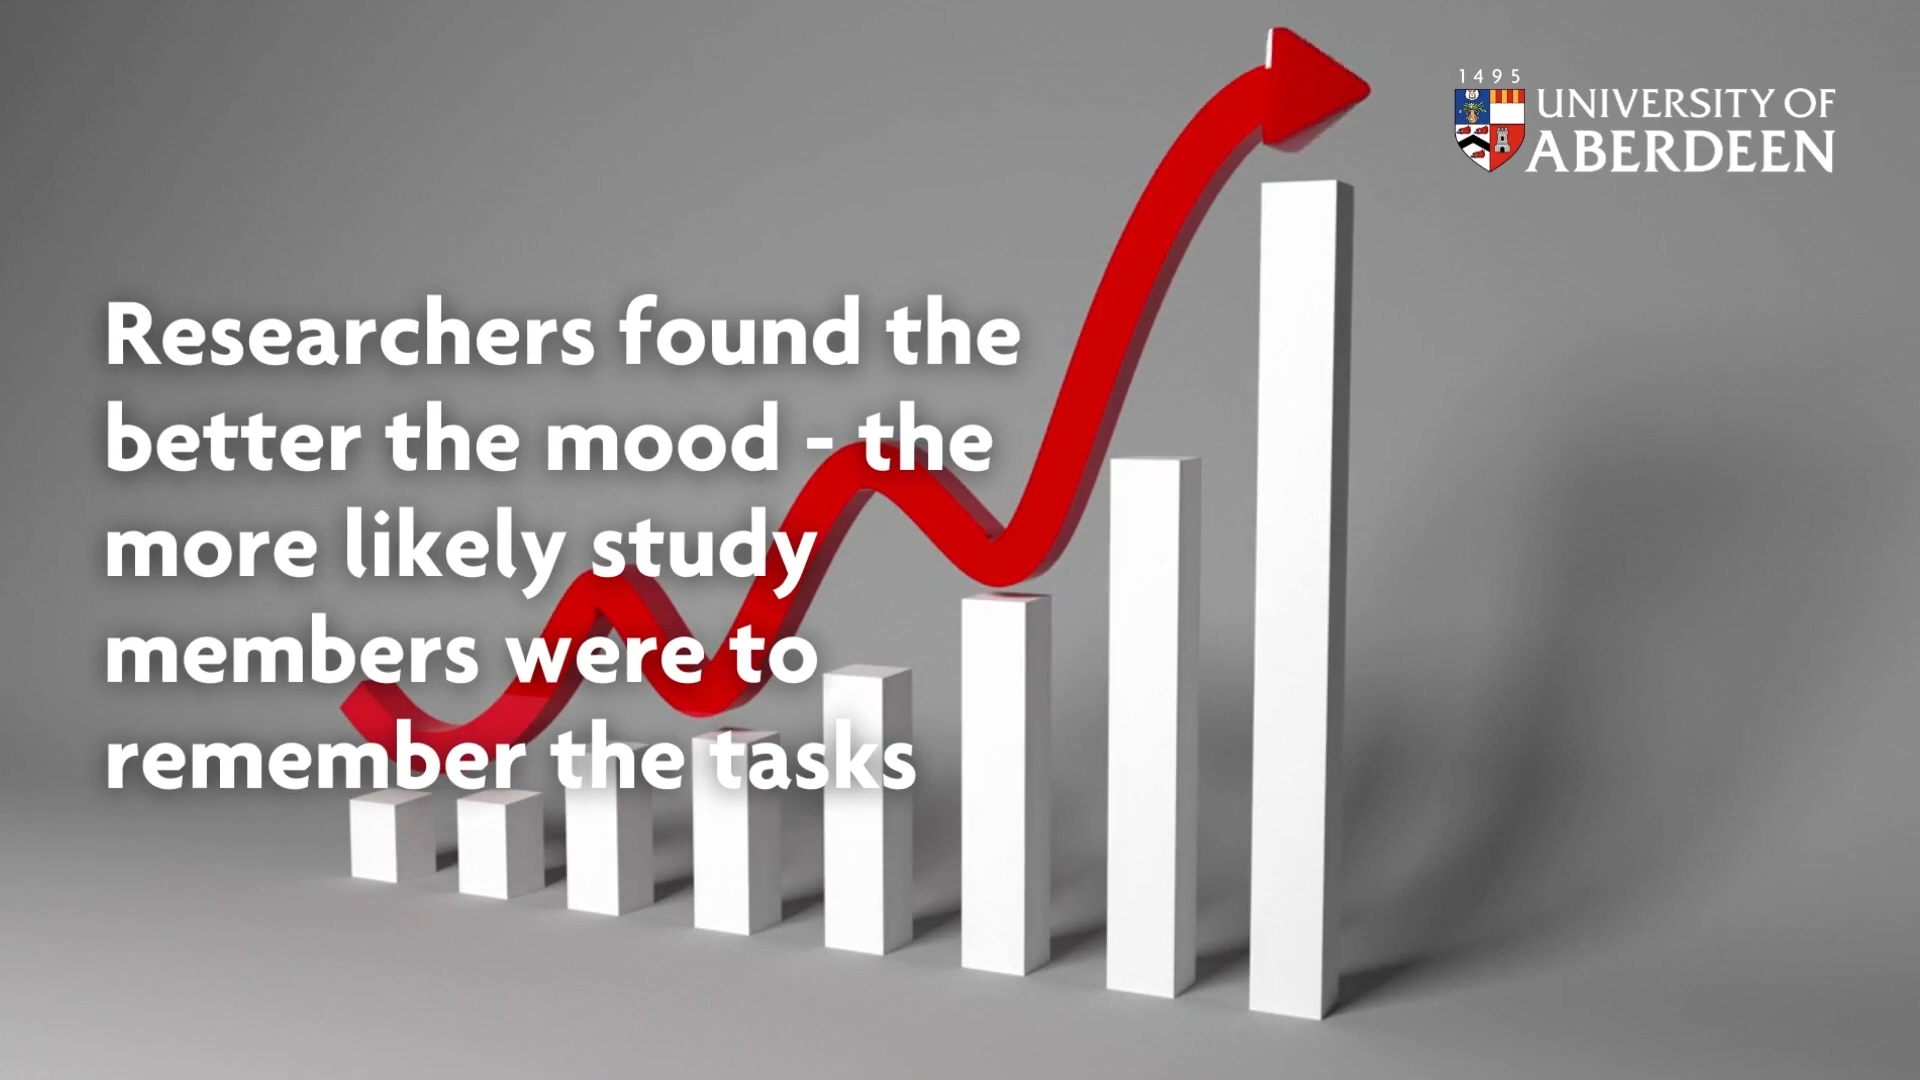 1495
UNIVERSITY OF
ABERDEEN
Researchers found the
better the mood - the
more likely study
members were to
remember the tasks